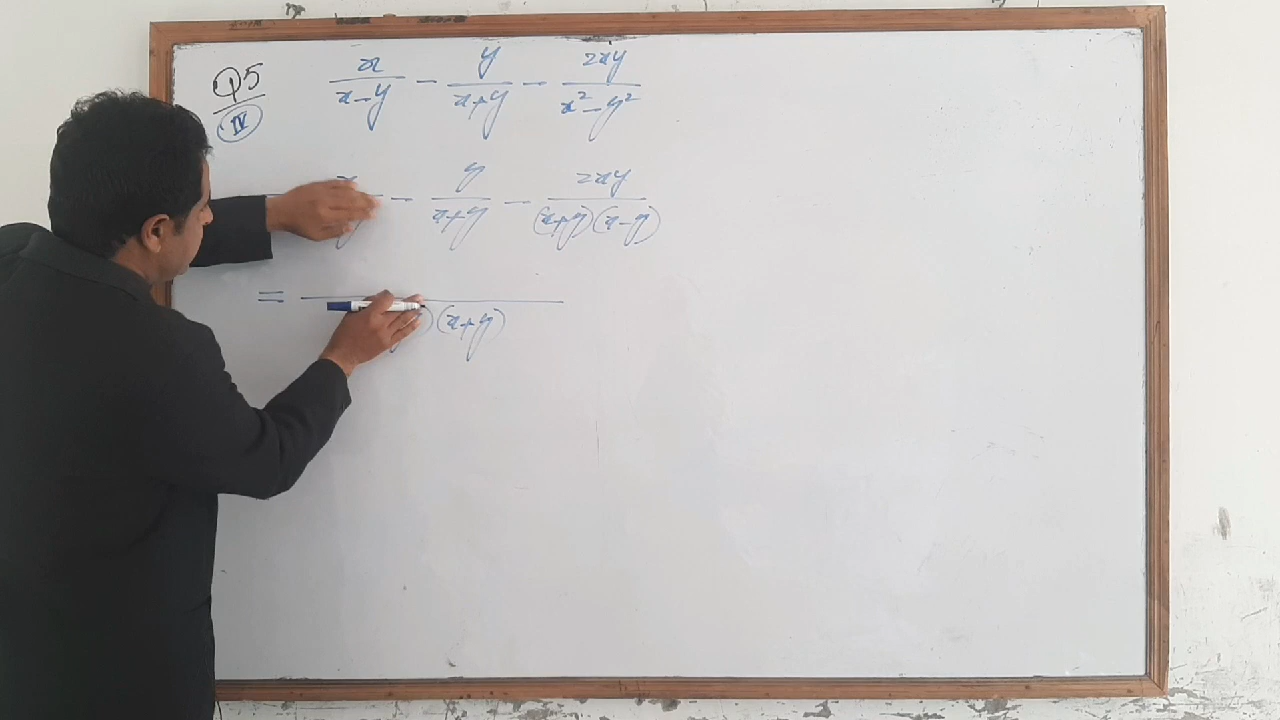 Q5 x/(x-y) - y/(x+y) - 2xy/(x²-y²)
(IV)
- y/(x+y) - 2xy/((x+y)(x-y))
= (x+y)